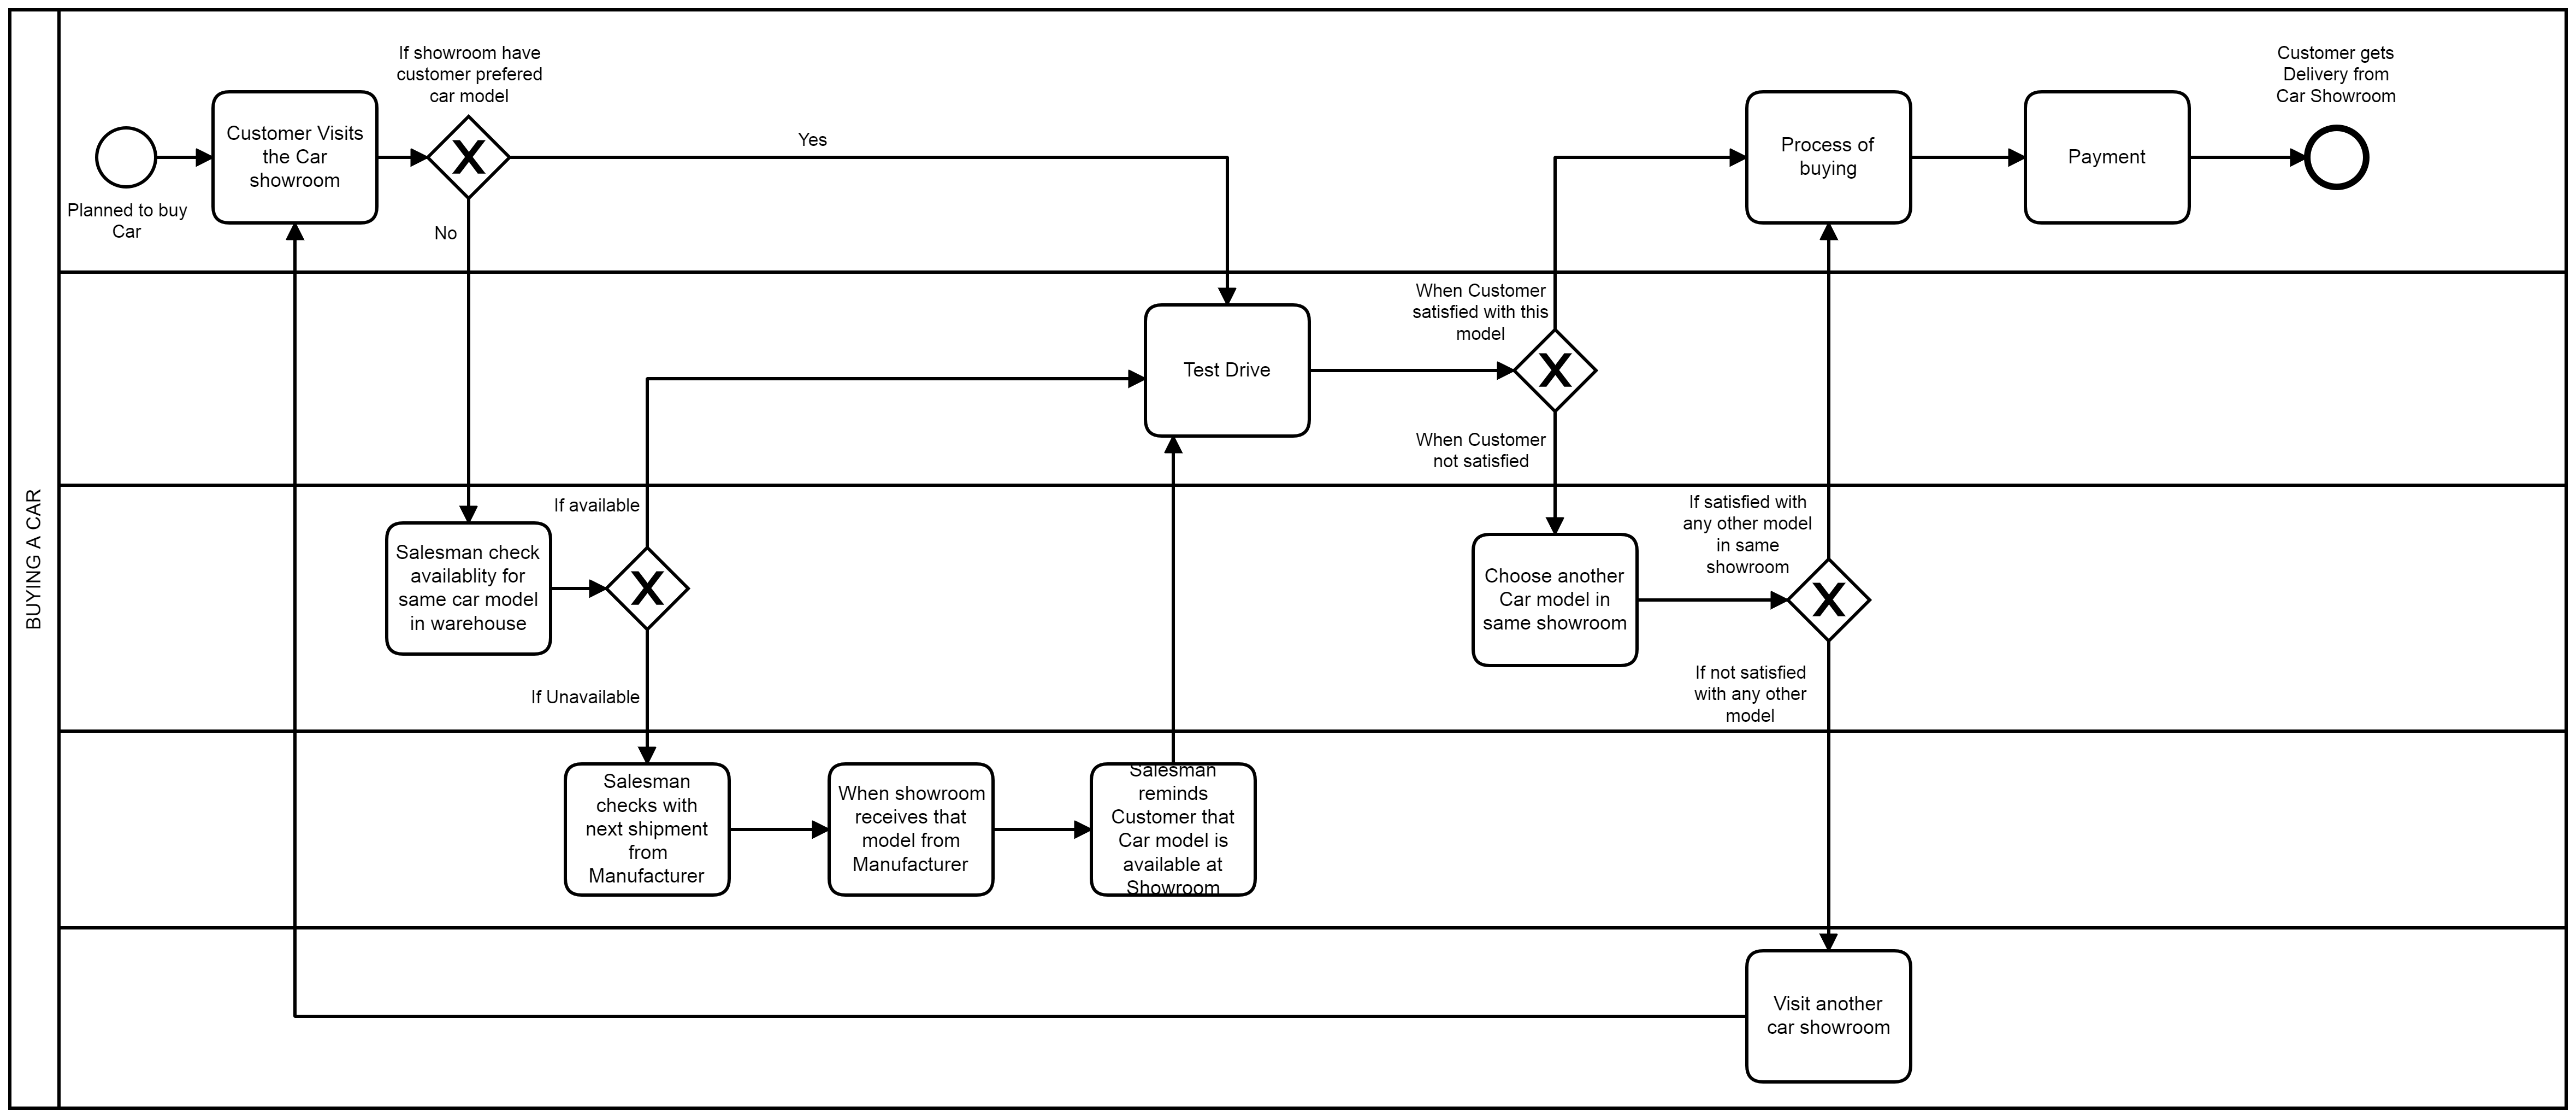 BUYING A CAR
Planned to buy
Car
Customer Visits
the Car
showroom
If showroom have
customer prefered
car model
Yes
No
Process of
buying
Payment
Customer gets
Delivery from
Car Showroom
Test Drive
When Customer
satisfied with this
model
When Customer
not satisfied
Salesman check
availablity for
same car model
in warehouse
If available
If Unavailable
Choose another
Car model in
same showroom
If satisfied with
any other model
in same
showroom
If not satisfied
with any other
model
Salesman
checks with
next shipment
from
Manufacturer
When showroom
receives that
model from
Manufacturer
Salesman
reminds
Customer that
Car model is
available at
Showroom
Visit another
car showroom